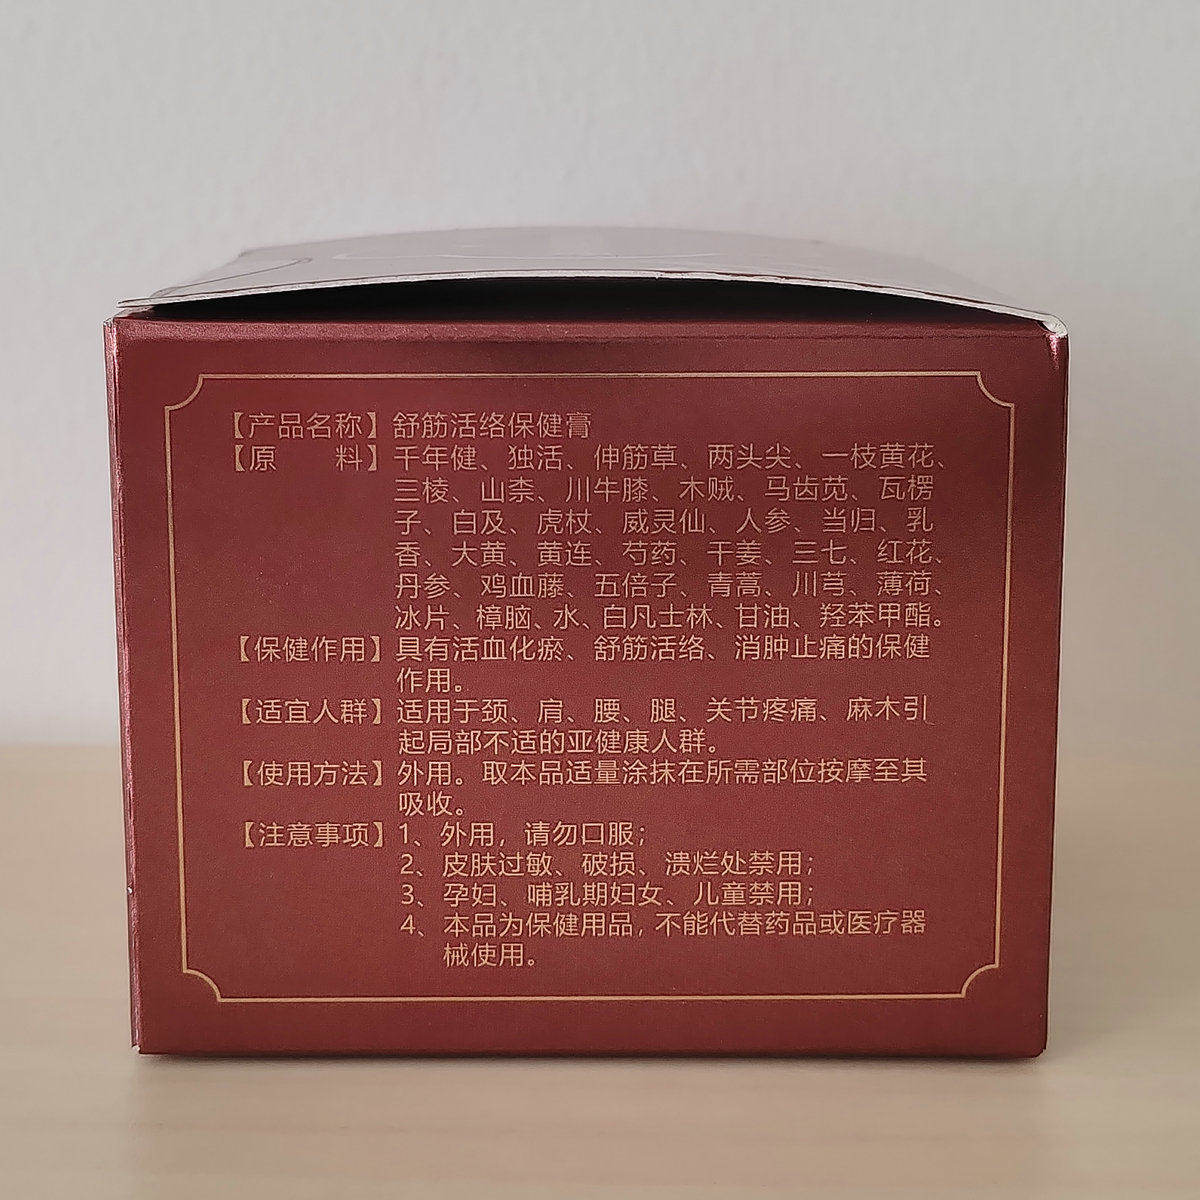 【产品名称】舒筋活络保健膏
【原　　料】千年健、独活、伸筋草、两头尖、一枝黄花、
三棱、山柰、川牛膝、木贼、马齿苋、瓦楞
子、白及、虎杖、威灵仙、人参、当归、乳
香、大黄、黄连、芍药、干姜、三七、红花、
丹参、鸡血藤、五倍子、青蒿、川芎、薄荷、
冰片、樟脑、水、白凡士林、甘油、羟苯甲酯。
【保健作用】具有活血化瘀、舒筋活络、消肿止痛的保健
作用。
【适宜人群】适用于颈、肩、腰、腿、关节疼痛、麻木引
起局部不适的亚健康人群。
【使用方法】外用。取本品适量涂抹在所需部位按摩至其
吸收。
【注意事项】1、外用，请勿口服；
2、皮肤过敏、破损、溃烂处禁用；
3、孕妇、哺乳期妇女、儿童禁用；
4、本品为保健用品，不能代替药品或医疗器
械使用。